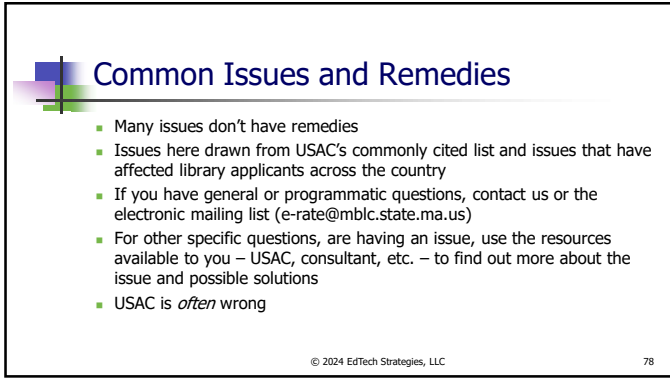 Common Issues and Remedies
Many issues don't have remedies
Issues here drawn from USAC's commonly cited list and issues that have
affected library applicants across the country
If you have general or programmatic questions, contact us or the
electronic mailing list (e-rate@mblc.state.ma.us)
For other specific questions, are having an issue, use the resources
available to you – USAC, consultant, etc. – to find out more about the
issue and possible solutions
USAC is often wrong
© 2024 EdTech Strategies, LLC
78